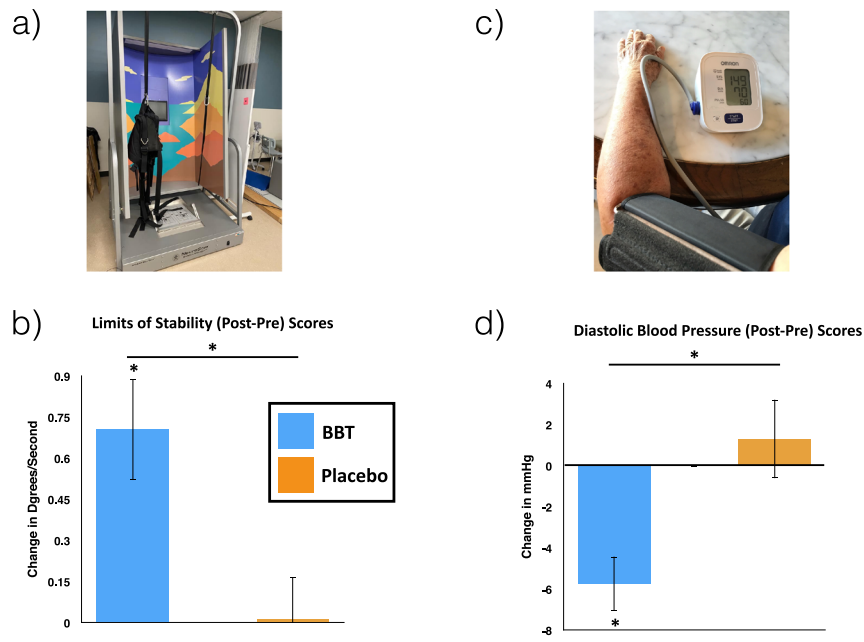 a)
c)
OMRON
149
70
b)
Limits of Stability (Post-Pre) Scores
*
*
Change in Dgrees/Second
0.9
0.75
0.6
0.45
0.3
0.15
0
BBT
Placebo
d)
Diastolic Blood Pressure (Post-Pre) Scores
*
Change in mmHg
4
2
0
-2
-4
-6
-8
*